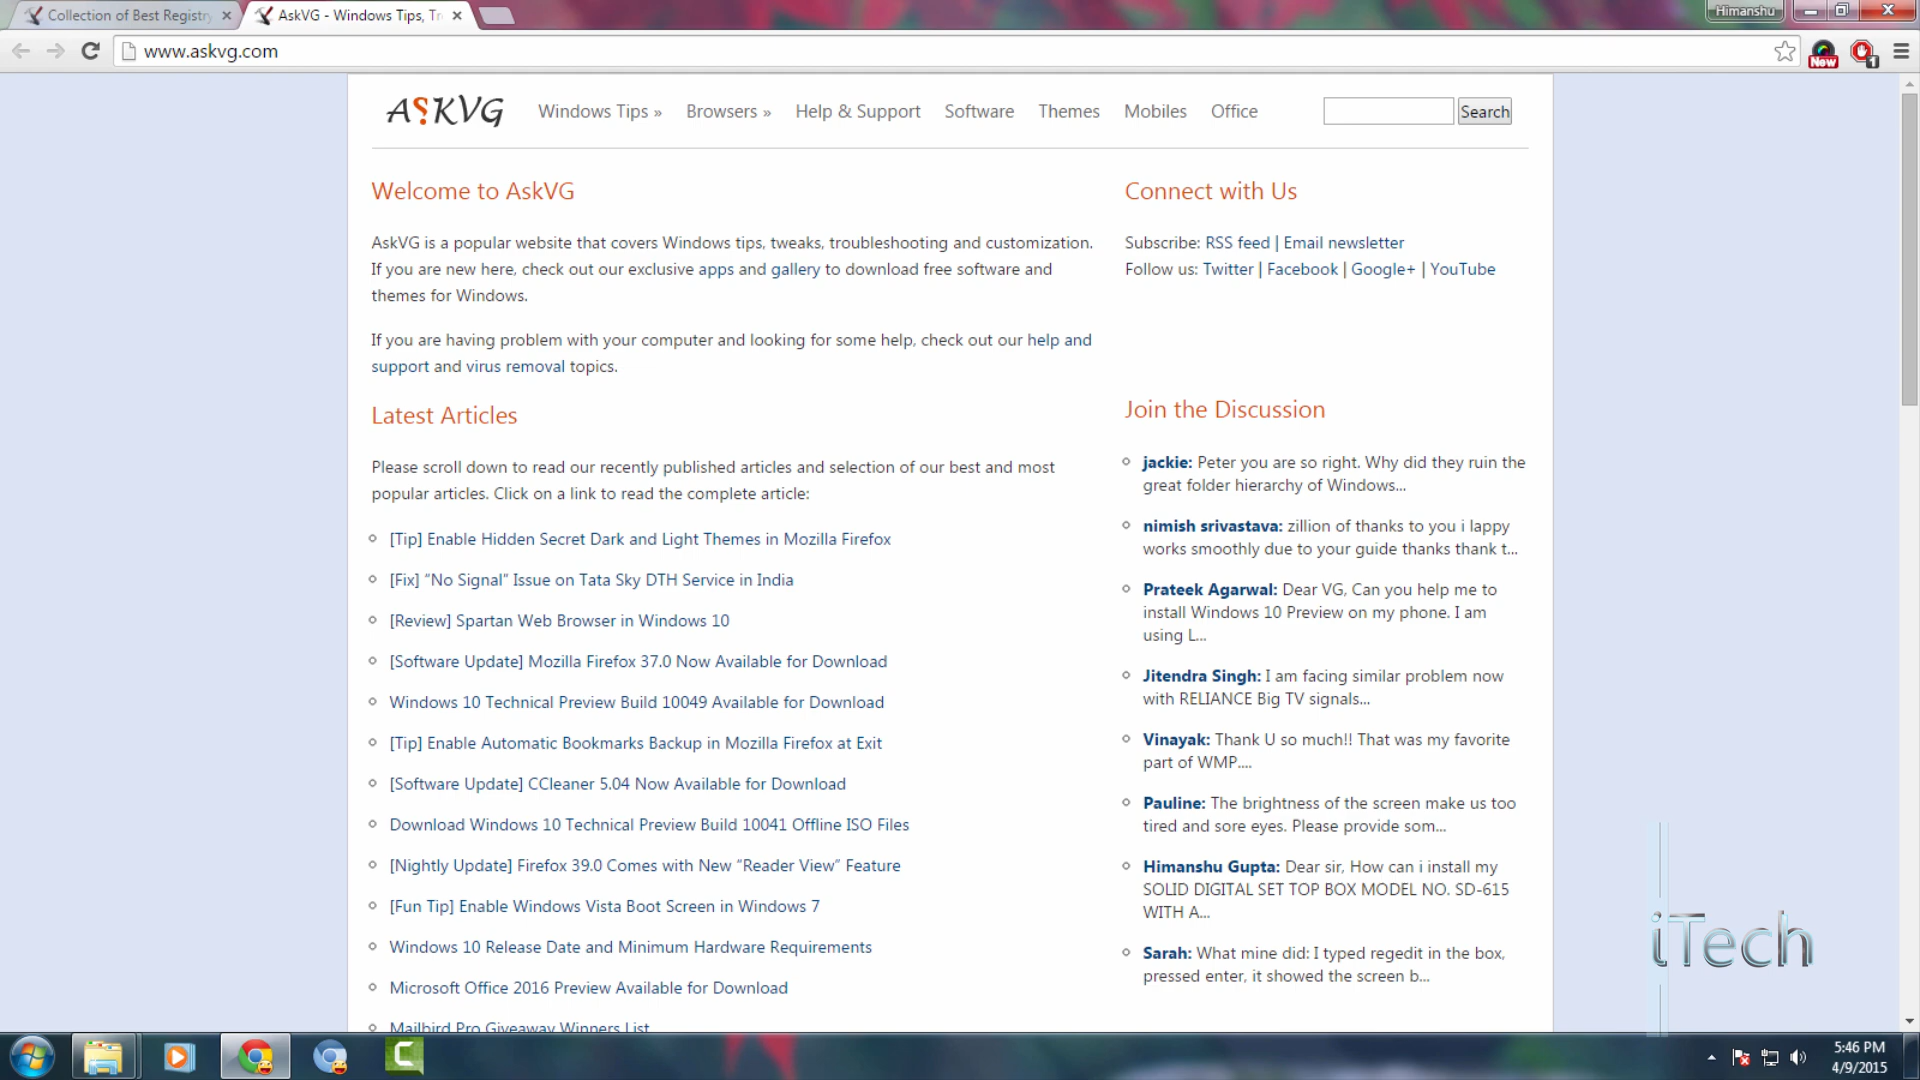 Collection of Best Registry
AskVG - Windows Tips, Tr
Himanshu
www.askvg.com
New
1
ASKVG
Windows Tips »
Browsers »
Help & Support
Software
Themes
Mobiles
Office
Search
Welcome to AskVG
AskVG is a popular website that covers Windows tips, tweaks, troubleshooting and customization.
If you are new here, check out our exclusive apps and gallery to download free software and
themes for Windows.
If you are having problem with your computer and looking for some help, check out our help and
support and virus removal topics.
Latest Articles
Please scroll down to read our recently published articles and selection of our best and most
popular articles. Click on a link to read the complete article:
[Tip] Enable Hidden Secret Dark and Light Themes in Mozilla Firefox
[Fix] “No Signal” Issue on Tata Sky DTH Service in India
[Review] Spartan Web Browser in Windows 10
[Software Update] Mozilla Firefox 37.0 Now Available for Download
Windows 10 Technical Preview Build 10049 Available for Download
[Tip] Enable Automatic Bookmarks Backup in Mozilla Firefox at Exit
[Software Update] CCleaner 5.04 Now Available for Download
Download Windows 10 Technical Preview Build 10041 Offline ISO Files
[Nightly Update] Firefox 39.0 Comes with New “Reader View” Feature
[Fun Tip] Enable Windows Vista Boot Screen in Windows 7
Windows 10 Release Date and Minimum Hardware Requirements
Microsoft Office 2016 Preview Available for Download
Mailbird Pro Giveaway Winners List
Connect with Us
Subscribe: RSS feed | Email newsletter
Follow us: Twitter | Facebook | Google+ | YouTube
Join the Discussion
jackie: Peter you are so right. Why did they ruin the
great folder hierarchy of Windows...
nimish srivastava: zillion of thanks to you i lappy
works smoothly due to your guide thanks thank t...
Prateek Agarwal: Dear VG, Can you help me to
install Windows 10 Preview on my phone. I am
using L...
Jitendra Singh: I am facing similar problem now
with RELIANCE Big TV signals...
Vinayak: Thank U so much!! That was my favorite
part of WMP....
Pauline: The brightness of the screen make us too
tired and sore eyes. Please provide som...
Himanshu Gupta: Dear sir, How can i install my
SOLID DIGITAL SET TOP BOX MODEL NO. SD-615
WITH A...
Sarah: What mine did: I typed regedit in the box,
pressed enter, it showed the screen b...
iTech
5:46 PM
4/9/2015